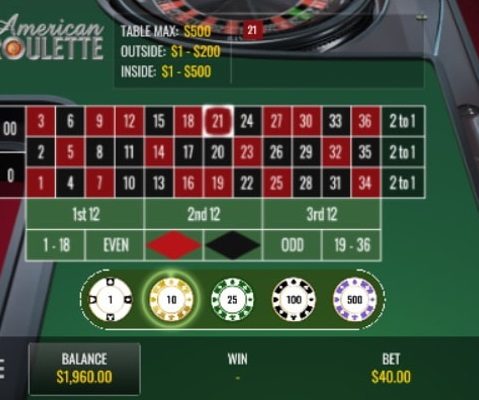 American
ROULETTE
TABLE MAX: $500
OUTSIDE: $1 - $200
INSIDE: $1 - $500
21
00 3 6 9 12 15 18 21 24 27 30 33 36 2 to 1
2 5 8 11 14 17 20 23 26 29 32 35 2 to 1
0 1 4 7 10 13 16 19 22 25 28 31 34 2 to 1
1st 12 2nd 12 3rd 12
1 - 18 EVEN ODD 19 - 36
1 10 25 100 500
BALANCE WIN BET
$1,960.00 - $40.00